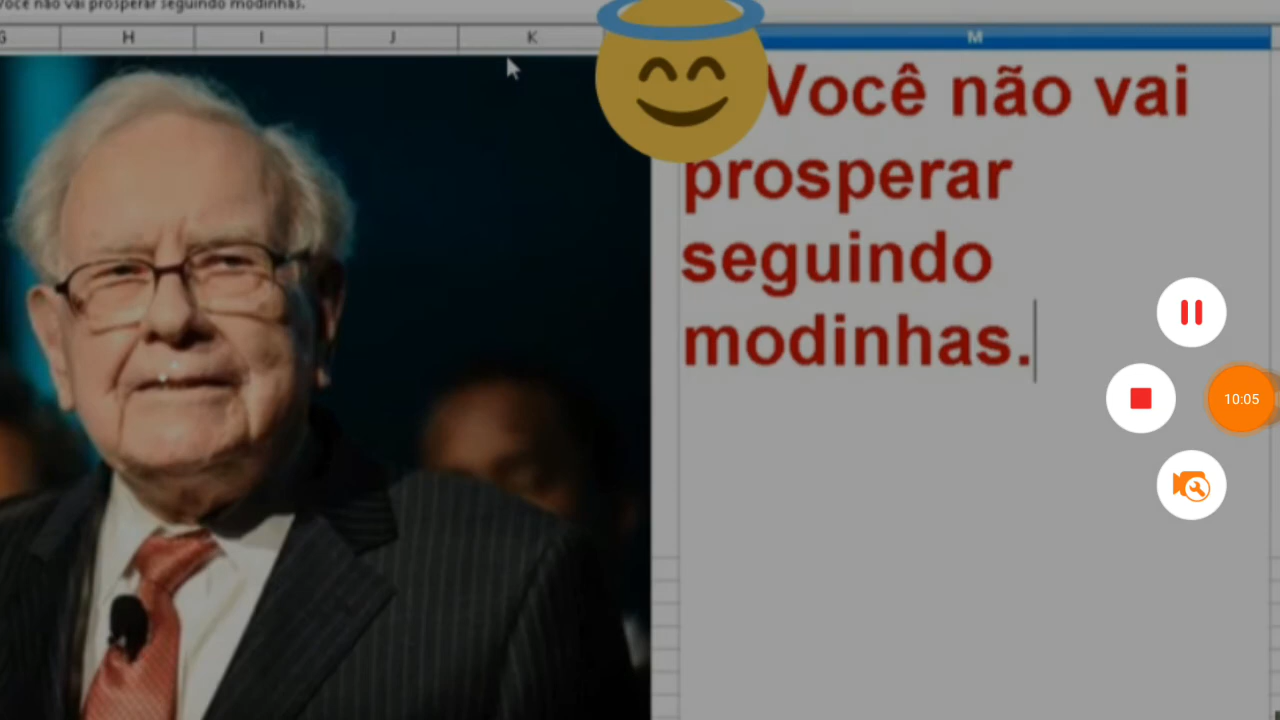 Você não vai prosperar seguindo modinhas.
G H I J K M
Você não vai
prosperar
seguindo
modinhas.
10:05